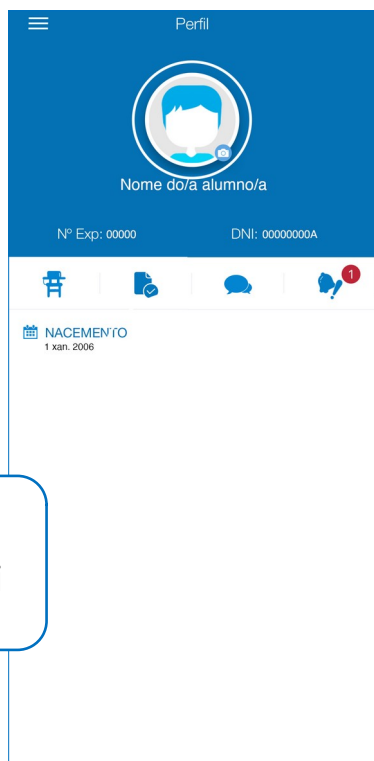 Perfil
Nome do/a alumno/a
Nº Exp: 00000 DNI: 00000000A
1
NACEMENTO
1 xan. 2006